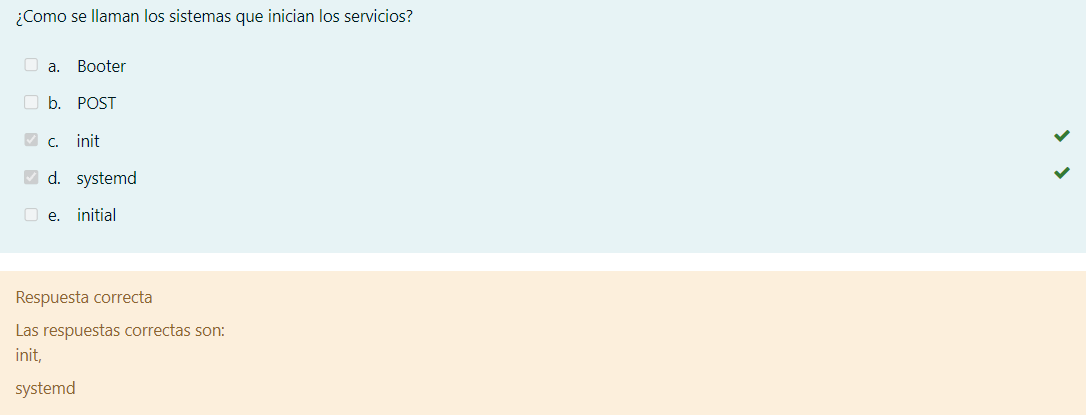 ¿Como se llaman los sistemas que inician los servicios?
a. Booter
b. POST
c. init
d. systemd
e. initial
Respuesta correcta
Las respuestas correctas son:
init,
systemd